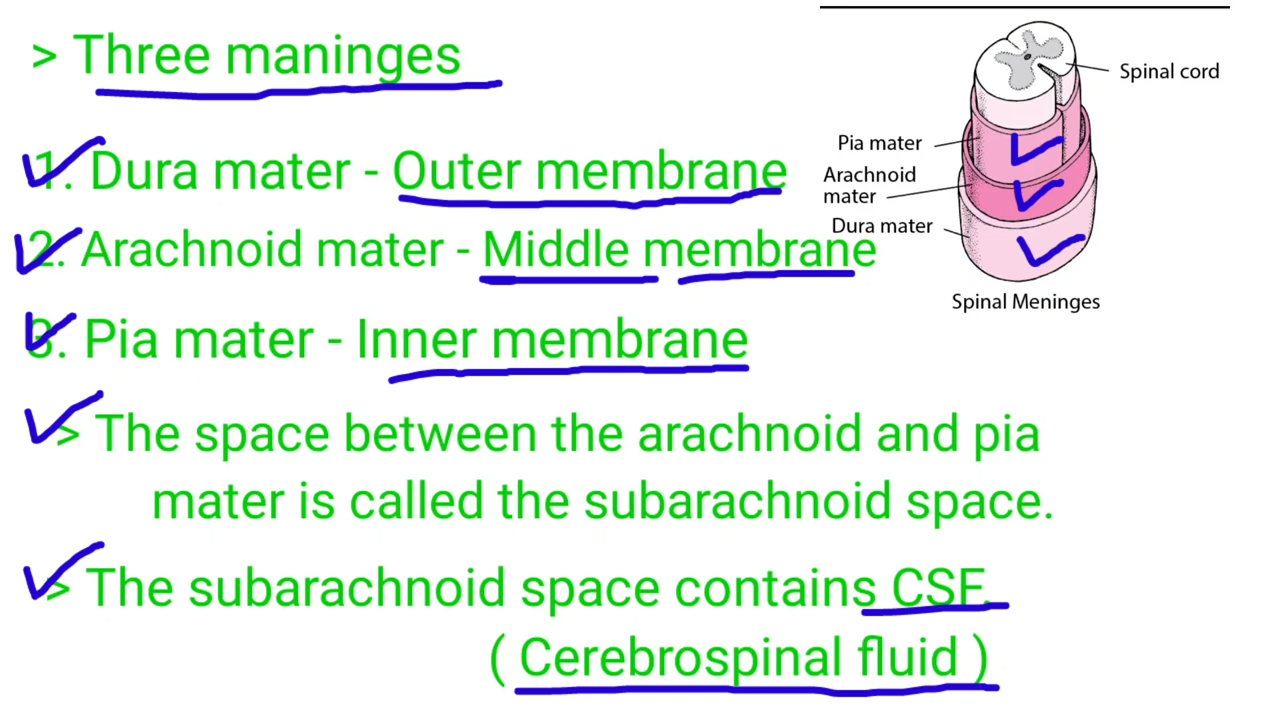 > Three maninges
1. Dura mater - Outer membrane
2. Arachnoid mater - Middle membrane
3. Pia mater - Inner membrane
> The space between the arachnoid and pia
mater is called the subarachnoid space.
> The subarachnoid space contains CSF.
( Cerebrospinal fluid )
Spinal cord
Pia mater
Arachnoid
mater
Dura mater
Spinal Meninges